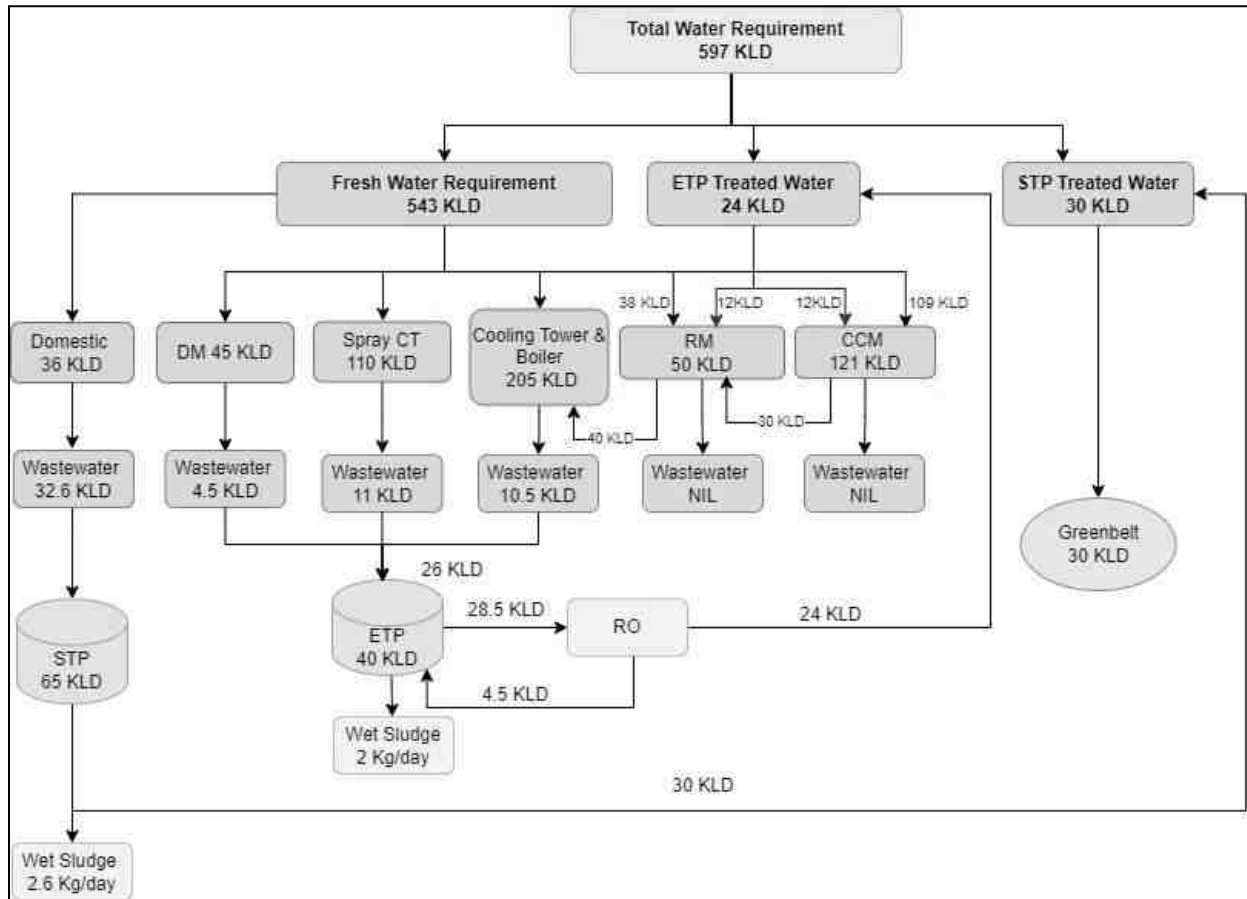 Total Water Requirement
597 KLD
Fresh Water Requirement
543 KLD
ETP Treated Water
24 KLD
STP Treated Water
30 KLD
38 KLD
12KLD
12KLD
109 KLD
Domestic
36 KLD
DM 45 KLD
Spray CT
110 KLD
Cooling Tower &
Boiler
205 KLD
RM
50 KLD
CCM
121 KLD
40 KLD
30 KLD
Wastewater
32.6 KLD
Wastewater
4.5 KLD
Wastewater
11 KLD
Wastewater
10.5 KLD
Wastewater
NIL
Wastewater
NIL
Greenbelt
30 KLD
26 KLD
28.5 KLD
RO
24 KLD
ETP
40 KLD
STP
65 KLD
4.5 KLD
Wet Sludge
2 Kg/day
30 KLD
Wet Sludge
2.6 Kg/day